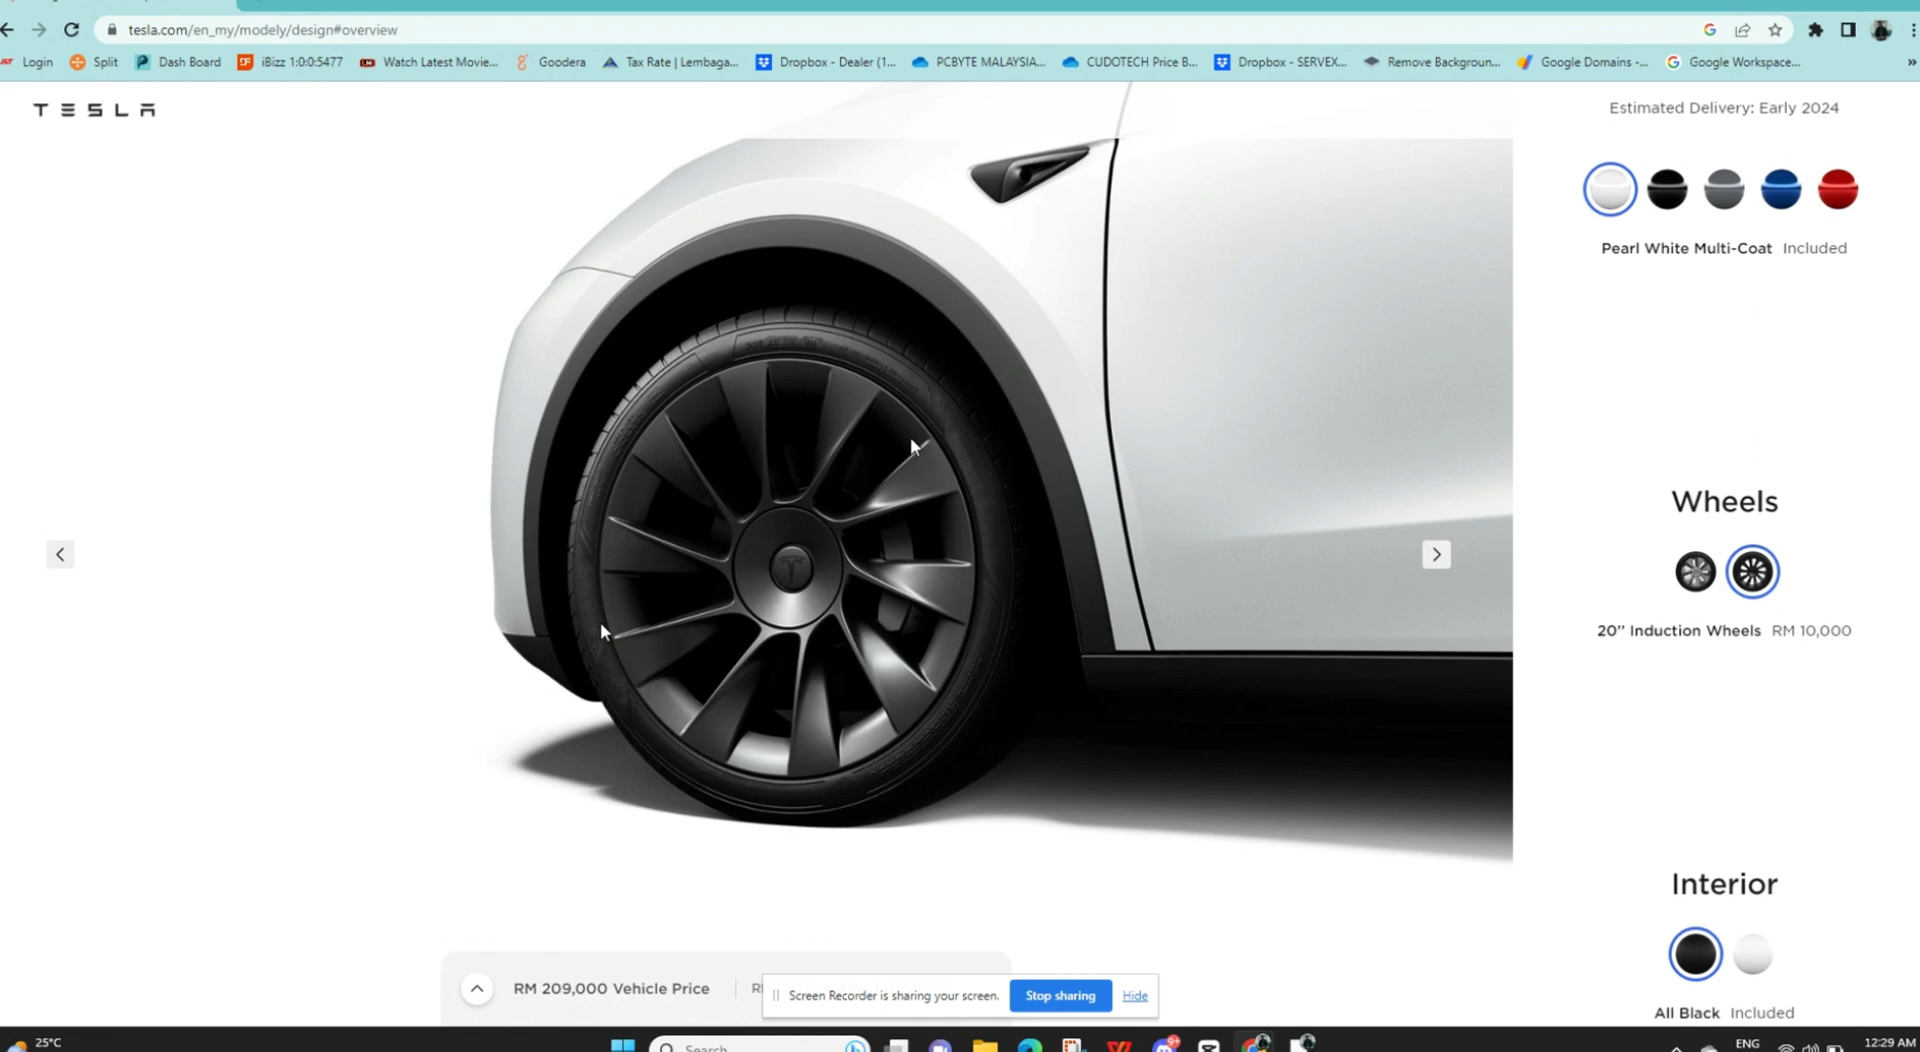 tesla.com/en_my/modely/design#overview
Login Split Dash Board iBizz 1:0:0:5477 Watch Latest Movie... Goodera Tax Rate | Lembaga... Dropbox - Dealer (1... PCBYTE MALAYSIA... CUDOTECH Price B... Dropbox - SERVEX... Remove Backgroun... Google Domains -... Google Workspace... »
TESLA
Estimated Delivery: Early 2024
Pearl White Multi-Coat Included
Wheels
20’’ Induction Wheels RM 10,000
Interior
All Black Included
RM 209,000 Vehicle Price
Screen Recorder is sharing your screen. Stop sharing Hide
25°C
Search
ENG
12:29 AM